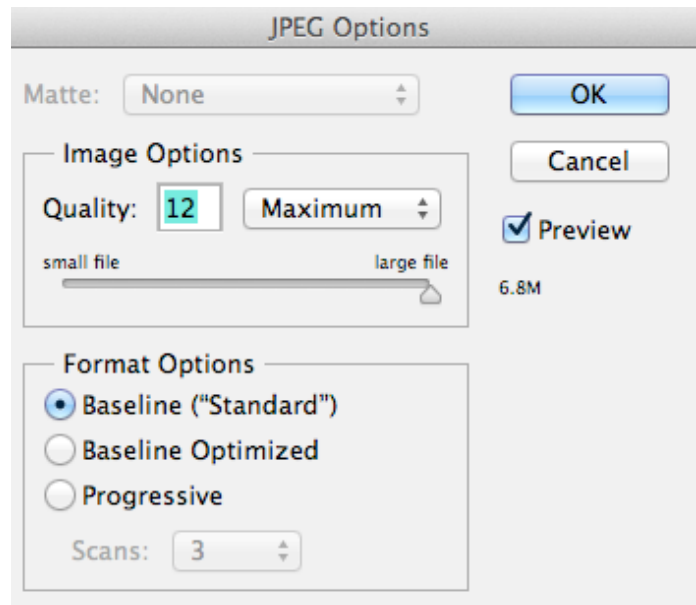 JPEG Options
Matte: None
OK
Image Options
Cancel
Quality: 12 Maximum
Preview
small file large file
6.8M
Format Options
Baseline (“Standard”)
Baseline Optimized
Progressive
Scans: 3